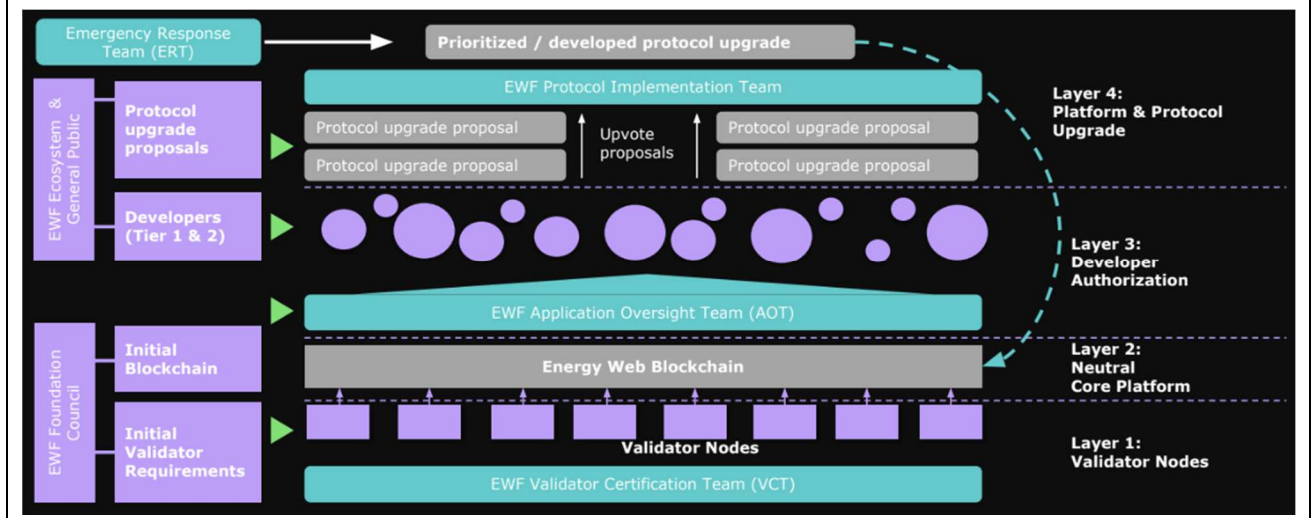 Emergency Response
Team (ERT)
Prioritized / developed protocol upgrade
EWF Ecosystem &
General Public
Protocol
upgrade
proposals
EWF Protocol Implementation Team
Protocol upgrade proposal
Protocol upgrade proposal
Upvote
proposals
Protocol upgrade proposal
Protocol upgrade proposal
Layer 4:
Platform & Protocol
Upgrade
Developers
(Tier 1 & 2)
Layer 3:
Developer
Authorization
EWF Application Oversight Team (AOT)
EWF Foundation
Council
Initial
Blockchain
Energy Web Blockchain
Layer 2:
Neutral
Core Platform
Initial
Validator
Requirements
Validator Nodes
Layer 1:
Validator Nodes
EWF Validator Certification Team (VCT)